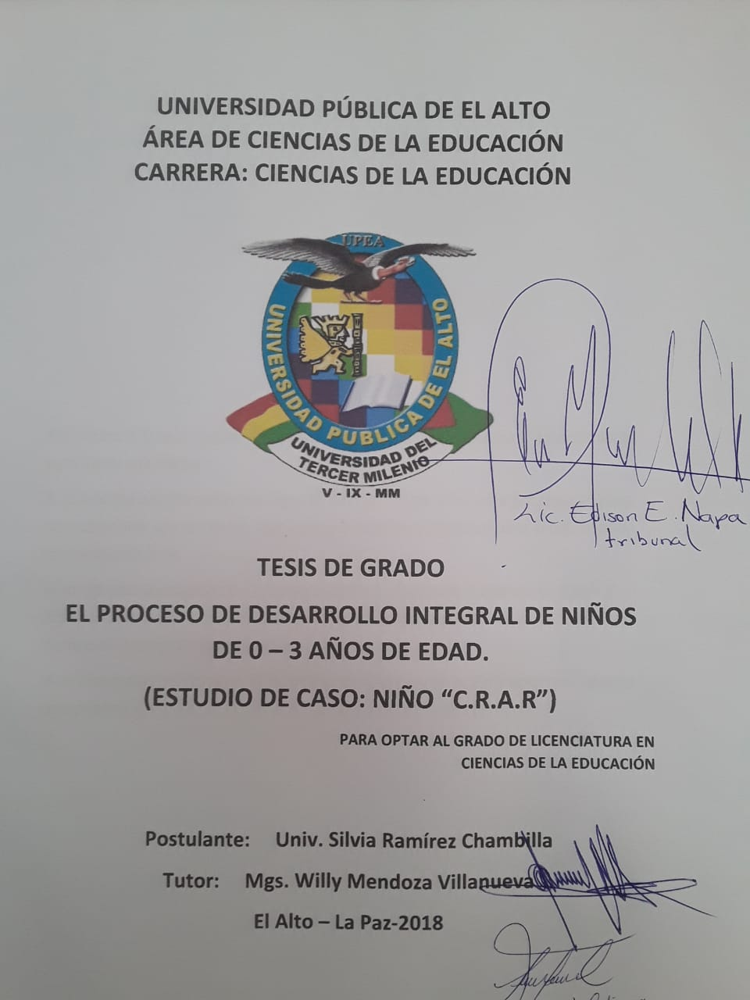 UNIVERSIDAD PÚBLICA DE EL ALTO
ÁREA DE CIENCIAS DE LA EDUCACIÓN
CARRERA: CIENCIAS DE LA EDUCACIÓN
UPEA
UNIVERSIDAD PUBLICA DE EL ALTO
UNIVERSIDAD DEL
TERCER MILENIO
V - IX - MM
Lic. Edison E. Napa
tribunal
TESIS DE GRADO
EL PROCESO DE DESARROLLO INTEGRAL DE NIÑOS
DE 0 – 3 AÑOS DE EDAD.
(ESTUDIO DE CASO: NIÑO “C.R.A.R”)
PARA OPTAR AL GRADO DE LICENCIATURA EN
CIENCIAS DE LA EDUCACIÓN
Postulante: Univ. Silvia Ramírez Chambilla
Tutor: Mgs. Willy Mendoza Villanueva
El Alto – La Paz-2018